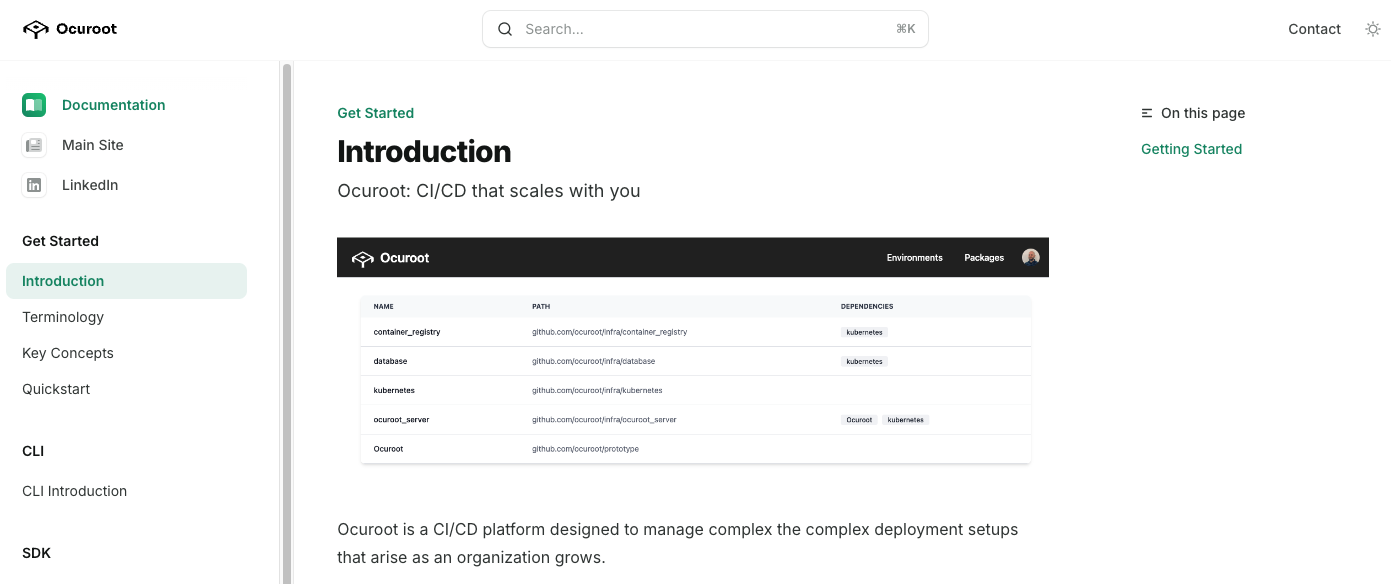 Ocuroot
Search...
⌘K
Contact
Documentation
Main Site
LinkedIn
Get Started
Introduction
Terminology
Key Concepts
Quickstart
CLI
CLI Introduction
SDK
Get Started
Introduction
Ocuroot: CI/CD that scales with you
Ocuroot
Environments
Packages
NAME PATH DEPENDENCIES
container_registry github.com/ocuroot/infra/container_registry kubernetes
database github.com/ocuroot/infra/database kubernetes
kubernetes github.com/ocuroot/infra/kubernetes
ocuroot_server github.com/ocuroot/infra/ocuroot_server Ocuroot kubernetes
Ocuroot github.com/ocuroot/prototype
Ocuroot is a CI/CD platform designed to manage complex the complex deployment setups
that arise as an organization grows.
On this page
Getting Started